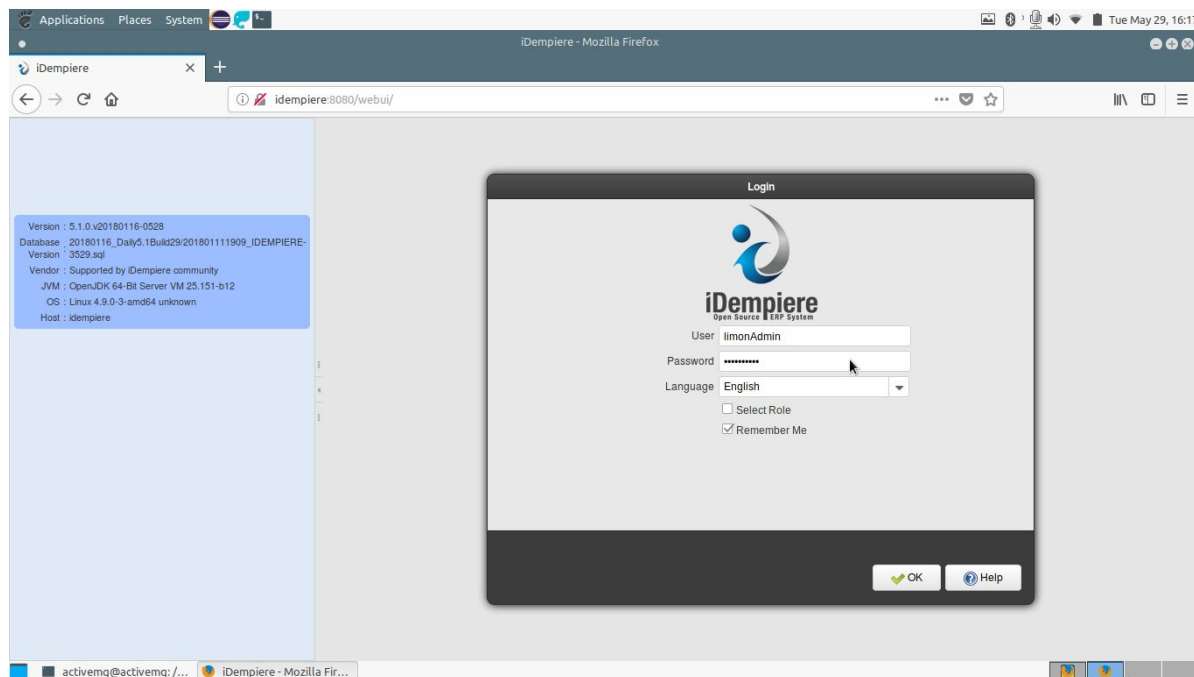 Applications Places System
Tue May 29, 16:17
iDempiere - Mozilla Firefox
iDempiere
idempiere:8080/webui/
Login
Version : 5.1.0.v20180116-0528
Database Version : 20180116_Daily5.1Build29/201801111909_IDEMPIERE-
3529.sql
Vendor : Supported by iDempiere community
JVM : OpenJDK 64-Bit Server VM 25.151-b12
OS : Linux 4.9.0-3-amd64 unknown
Host : idempiere
iDempiere
Open Source ERP System
User limonAdmin
Password ••••••••••
Language English
Select Role
Remember Me
OK Help
activemq@activemq: /... iDempiere - Mozilla Fir...